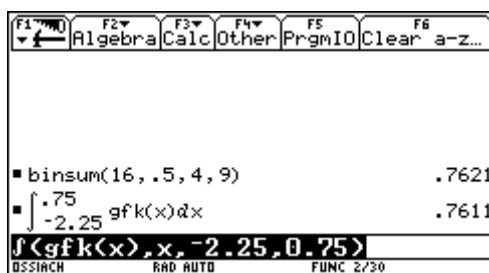 F1 F2 Algebra F3 Calc F4 Other F5 PrgmIO F6 Clear a-z…
▪ binsum(16, .5, 4, 9) .7621
▪ ∫ .75 -2.25 gfk(x)dx .7611
∫(gfk(x),x,-2.25,0.75)
OSSIACH RAD AUTO FUNC 2/30